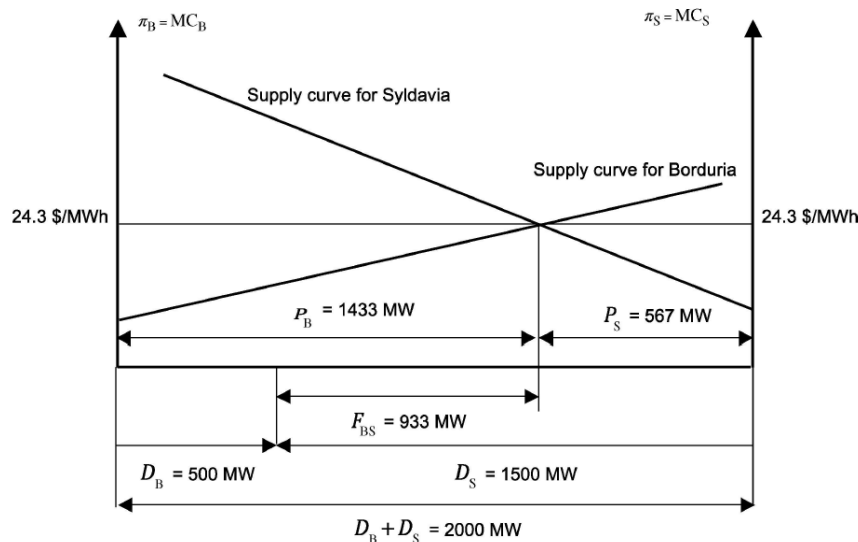 π_B = MC_B
π_S = MC_S
Supply curve for Syldavia
Supply curve for Borduria
24.3 $/MWh
24.3 $/MWh
P_B = 1433 MW
P_S = 567 MW
F_BS = 933 MW
D_B = 500 MW
D_S = 1500 MW
D_B + D_S = 2000 MW